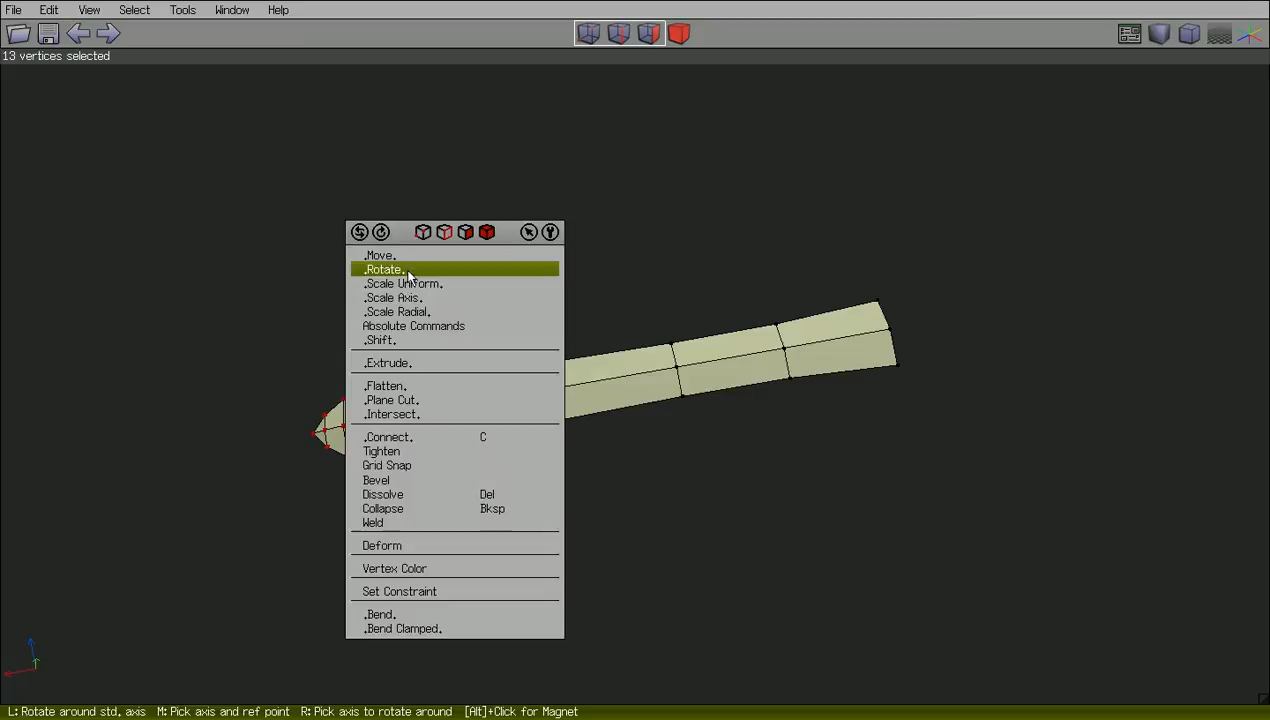 File Edit View Select Tools Window Help
13 vertices selected
.Move.
.Rotate.
.Scale Uniform.
.Scale Axis.
.Scale Radial.
Absolute Commands
.Shift.
.Extrude.
.Flatten.
.Plane Cut.
.Intersect.
.Connect. C
Tighten
Grid Snap
Bevel
Dissolve Del
Collapse Bksp
Weld
Deform
Vertex Color
Set Constraint
.Bend.
.Bend Clamped.
L:Rotate around std. axis M:Pick axis and ref point R:Pick axis to rotate around [Alt]+Click for Magnet